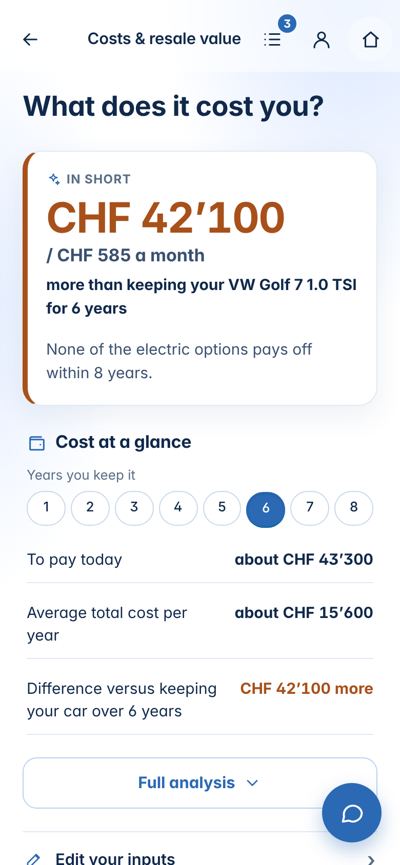 Costs & resale value
3
What does it cost you?
IN SHORT
CHF 42’100
/ CHF 585 a month
more than keeping your VW Golf 7 1.0 TSI
for 6 years
None of the electric options pays off
within 8 years.
Cost at a glance
Years you keep it
1 2 3 4 5 6 7 8
To pay today about CHF 43’300
Average total cost per about CHF 15’600
year
Difference versus keeping CHF 42’100 more
your car over 6 years
Full analysis
Edit your inputs